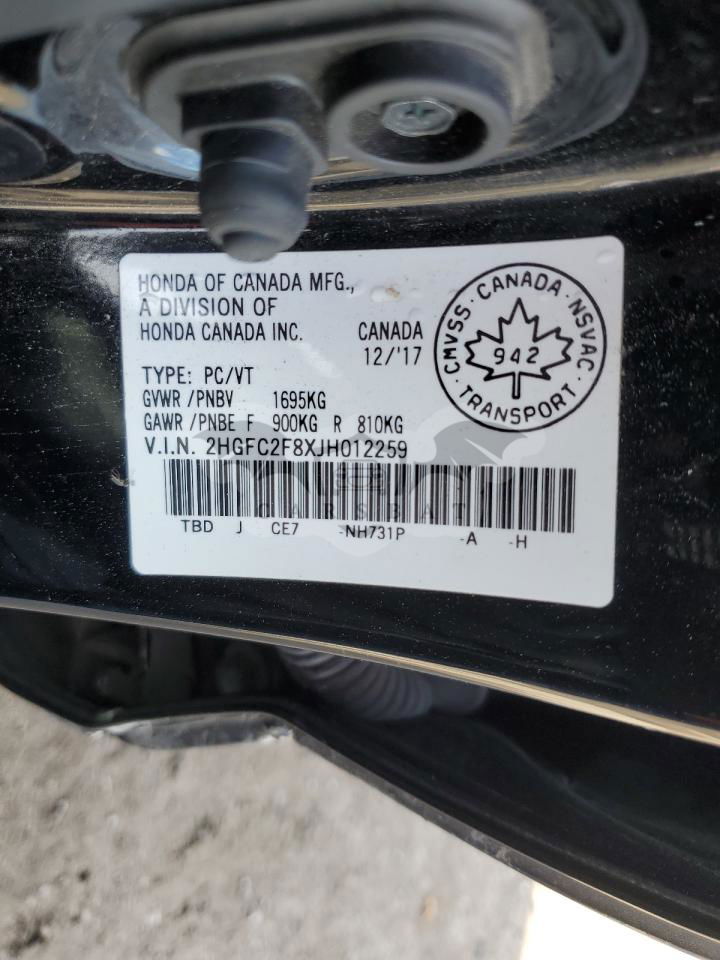 HONDA OF CANADA MFG.,
A DIVISION OF
HONDA CANADA INC. CANADA
12/'17
TYPE: PC/VT
GVWR /PNBV 1695KG
GAWR /PNBE F 900KG R 810KG
V.I.N. 2HGFC2F8XJH012259
TBD J CE7 -NH731P -A -H
CMVSS · CANADA · NSVAC
942
· TRANSPORT ·
CARSBAT